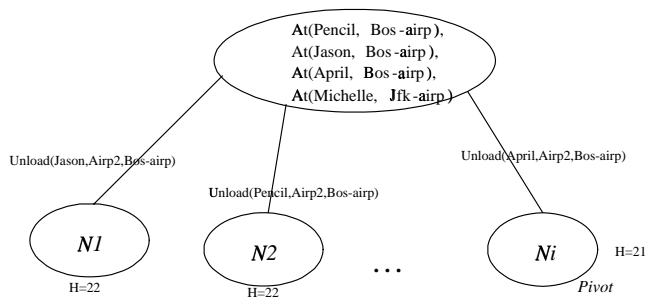 At(Pencil, Bos-airp),
At(Jason, Bos-airp),
At(April, Bos-airp),
At(Michelle, Jfk-airp)
Unload(Jason,Airp2,Bos-airp)
Unload(April,Airp2,Bos-airp)
Unload(Pencil,Airp2,Bos-airp)
N1
N2
...
Ni
H=21
H=22
H=22
Pivot